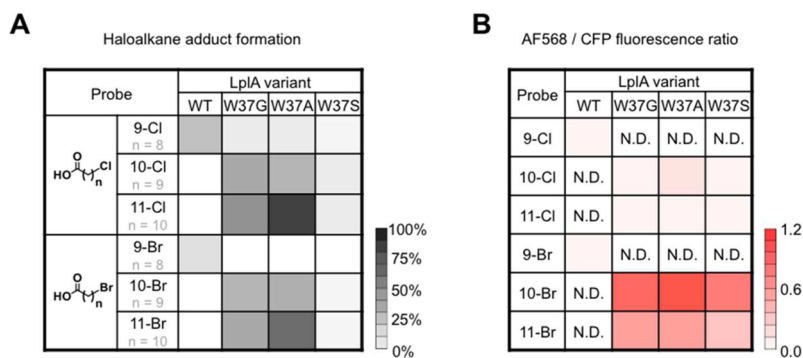 A
Haloalkane adduct formation
Probe
LplA variant
WT W37G W37A W37S
HO O Cl n
9-Cl
n = 8
10-Cl
n = 9
11-Cl
n = 10
HO O Br n
9-Br
n = 8
10-Br
n = 9
11-Br
n = 10
100%
75%
50%
25%
0%
B
AF568 / CFP fluorescence ratio
Probe
LplA variant
WT W37G W37A W37S
9-Cl N.D. N.D. N.D.
10-Cl N.D.
11-Cl N.D.
9-Br N.D. N.D. N.D.
10-Br N.D.
11-Br N.D.
1.2
0.6
0.0